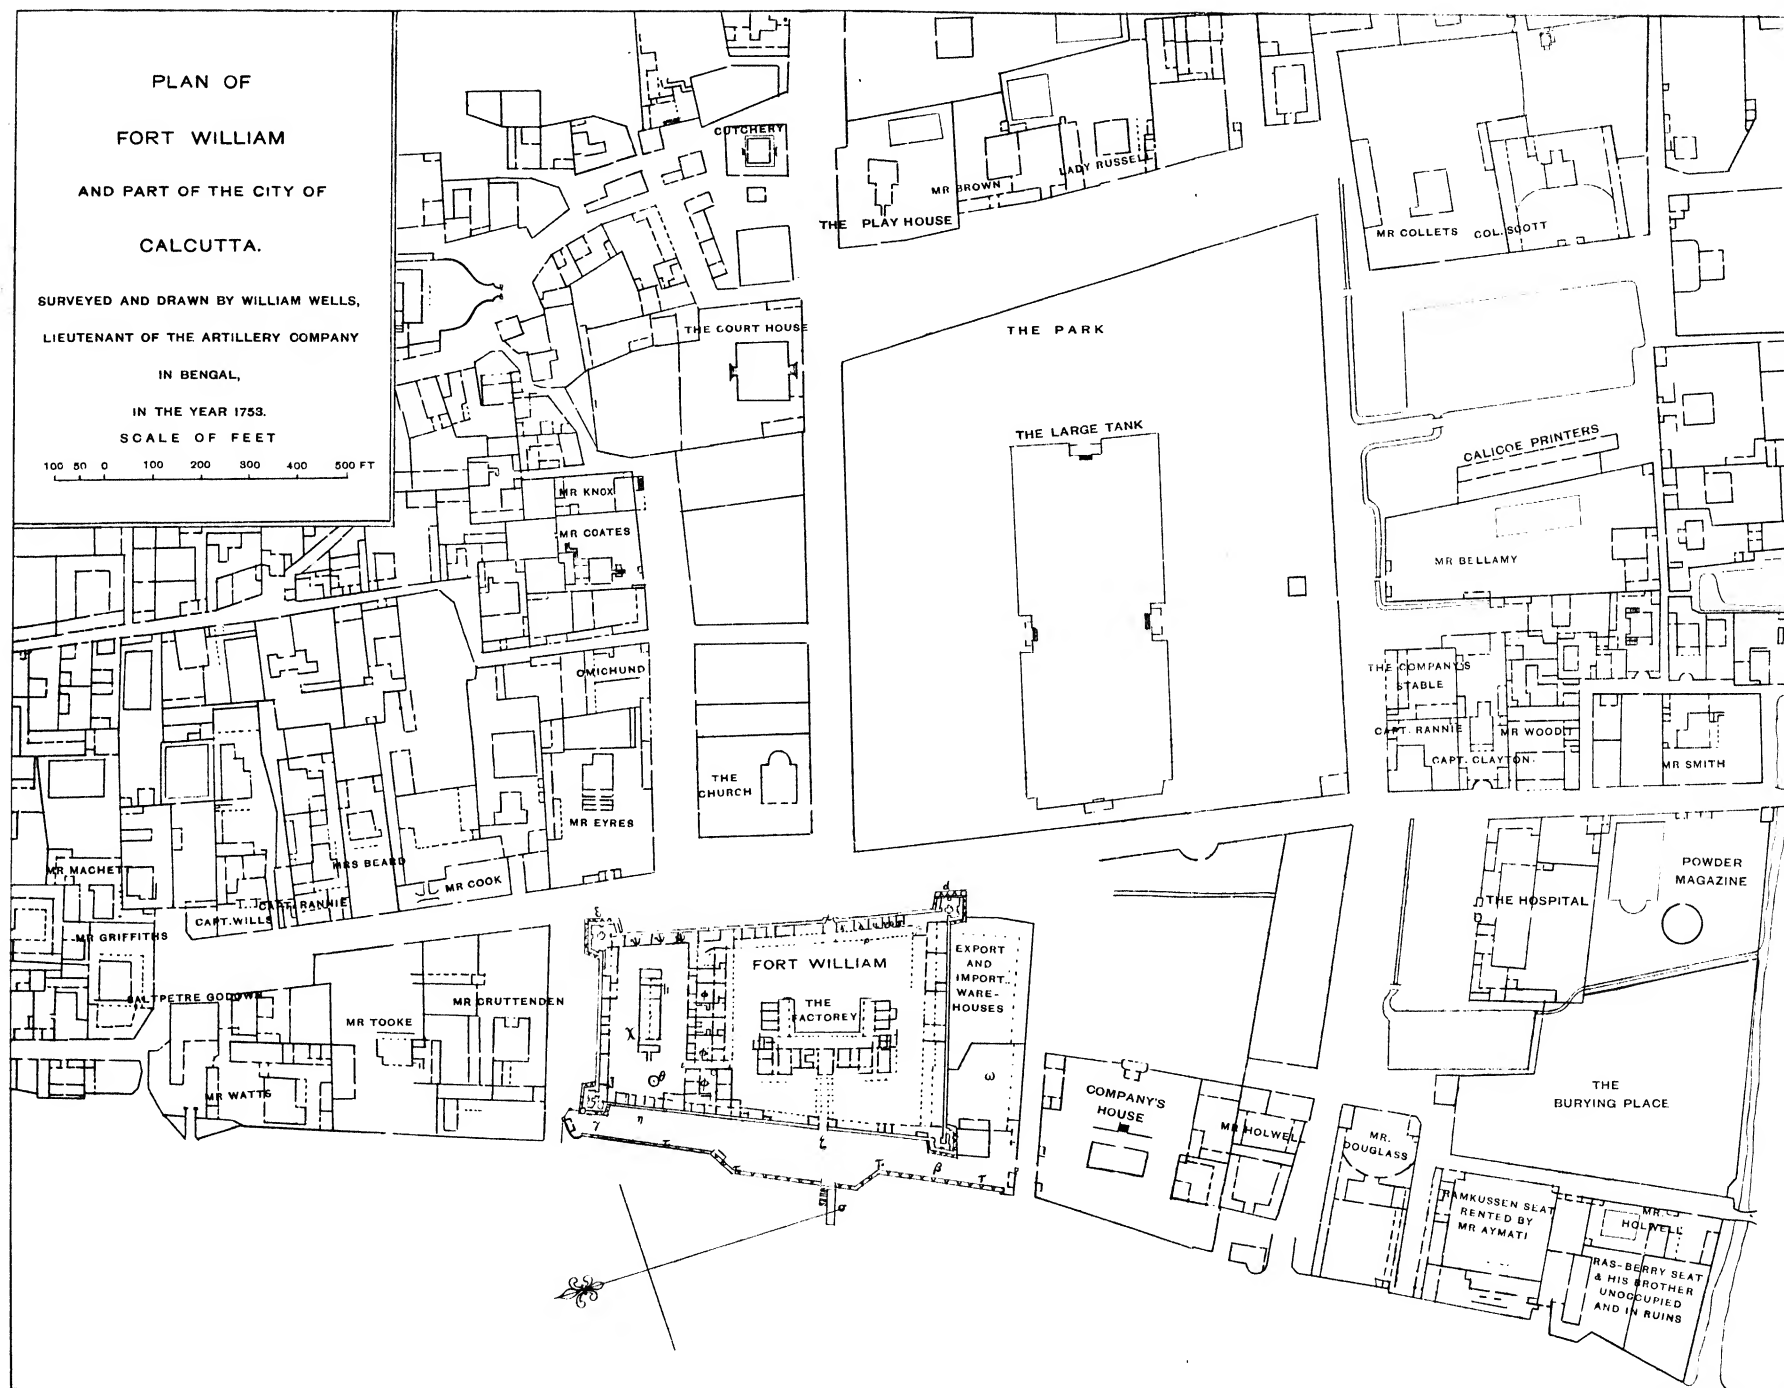 PLAN OF
FORT WILLIAM
AND PART OF THE CITY OF
CALCUTTA.
SURVEYED AND DRAWN BY WILLIAM WELLS,
LIEUTENANT OF THE ARTILLERY COMPANY
IN BENGAL,
IN THE YEAR 1753.
SCALE OF FEET
100 50 0 100 200 300 400 500 FT
CUTCHERY
THE PLAY HOUSE
MR BROWN
LADY RUSSELL
MR COLLETS
COL. SCOTT
THE COURT HOUSE
THE PARK
THE LARGE TANK
CALICOE PRINTERS
MR KNOX
MR COATES
MR BELLAMY
OMICHUND
THE COMPANY'S
STABLE
CAPT. RANNIE
MR WOOD
CAPT. CLAYTON.
MR SMITH
THE
CHURCH
MR EYRES
MRS BEARD
MR COOK
MR MACHETT
CAPT. WILLS
CAPT. RANNIE
MR GRIFFITHS
SALTPETRE GODOWN
MR TOOKE
MR CRUTTENDEN
MR WATTS
FORT WILLIAM
THE
FACTOREY
EXPORT
AND
IMPORT
WARE-
HOUSES
THE HOSPITAL
POWDER
MAGAZINE
THE
BURYING PLACE
COMPANY'S
HOUSE
MR HOLWELL
MR.
DOUGLASS
RAMKUSSEN SEAT
RENTED BY
MR AYMATI
MR.
HOLWELL
RAS-BERRY SEAT
& HIS BROTHER
UNOCCUPIED
AND IN RUINS